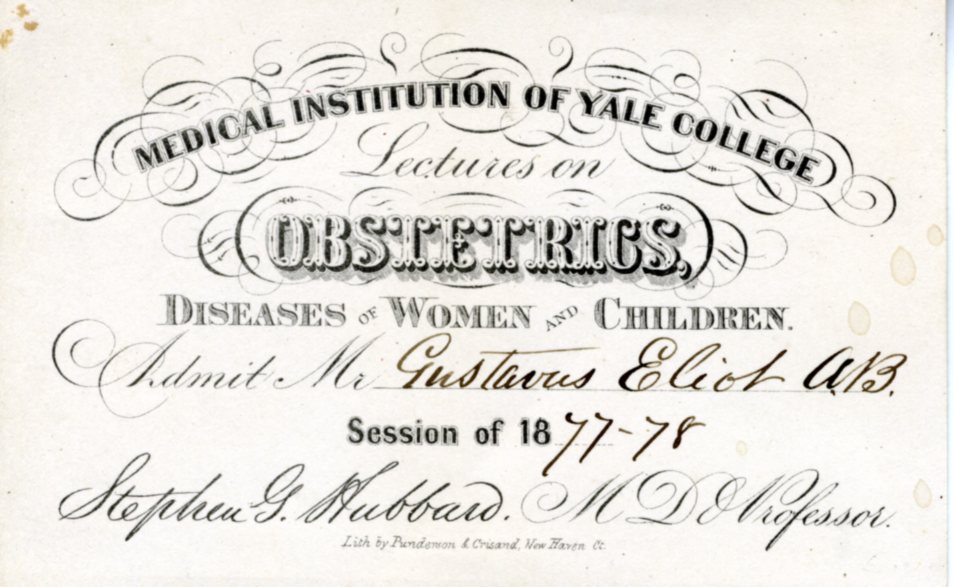 MEDICAL INSTITUTION OF YALE COLLEGE
Lectures on
OBSTETRICS,
DISEASES OF WOMEN AND CHILDREN.
Admit Mr Gustavus Eliot A.B.
Session of 1877-78
Stephen G. Hubbard. M D Professor.
Lith by Punderson & Crisand, New Haven Ct.